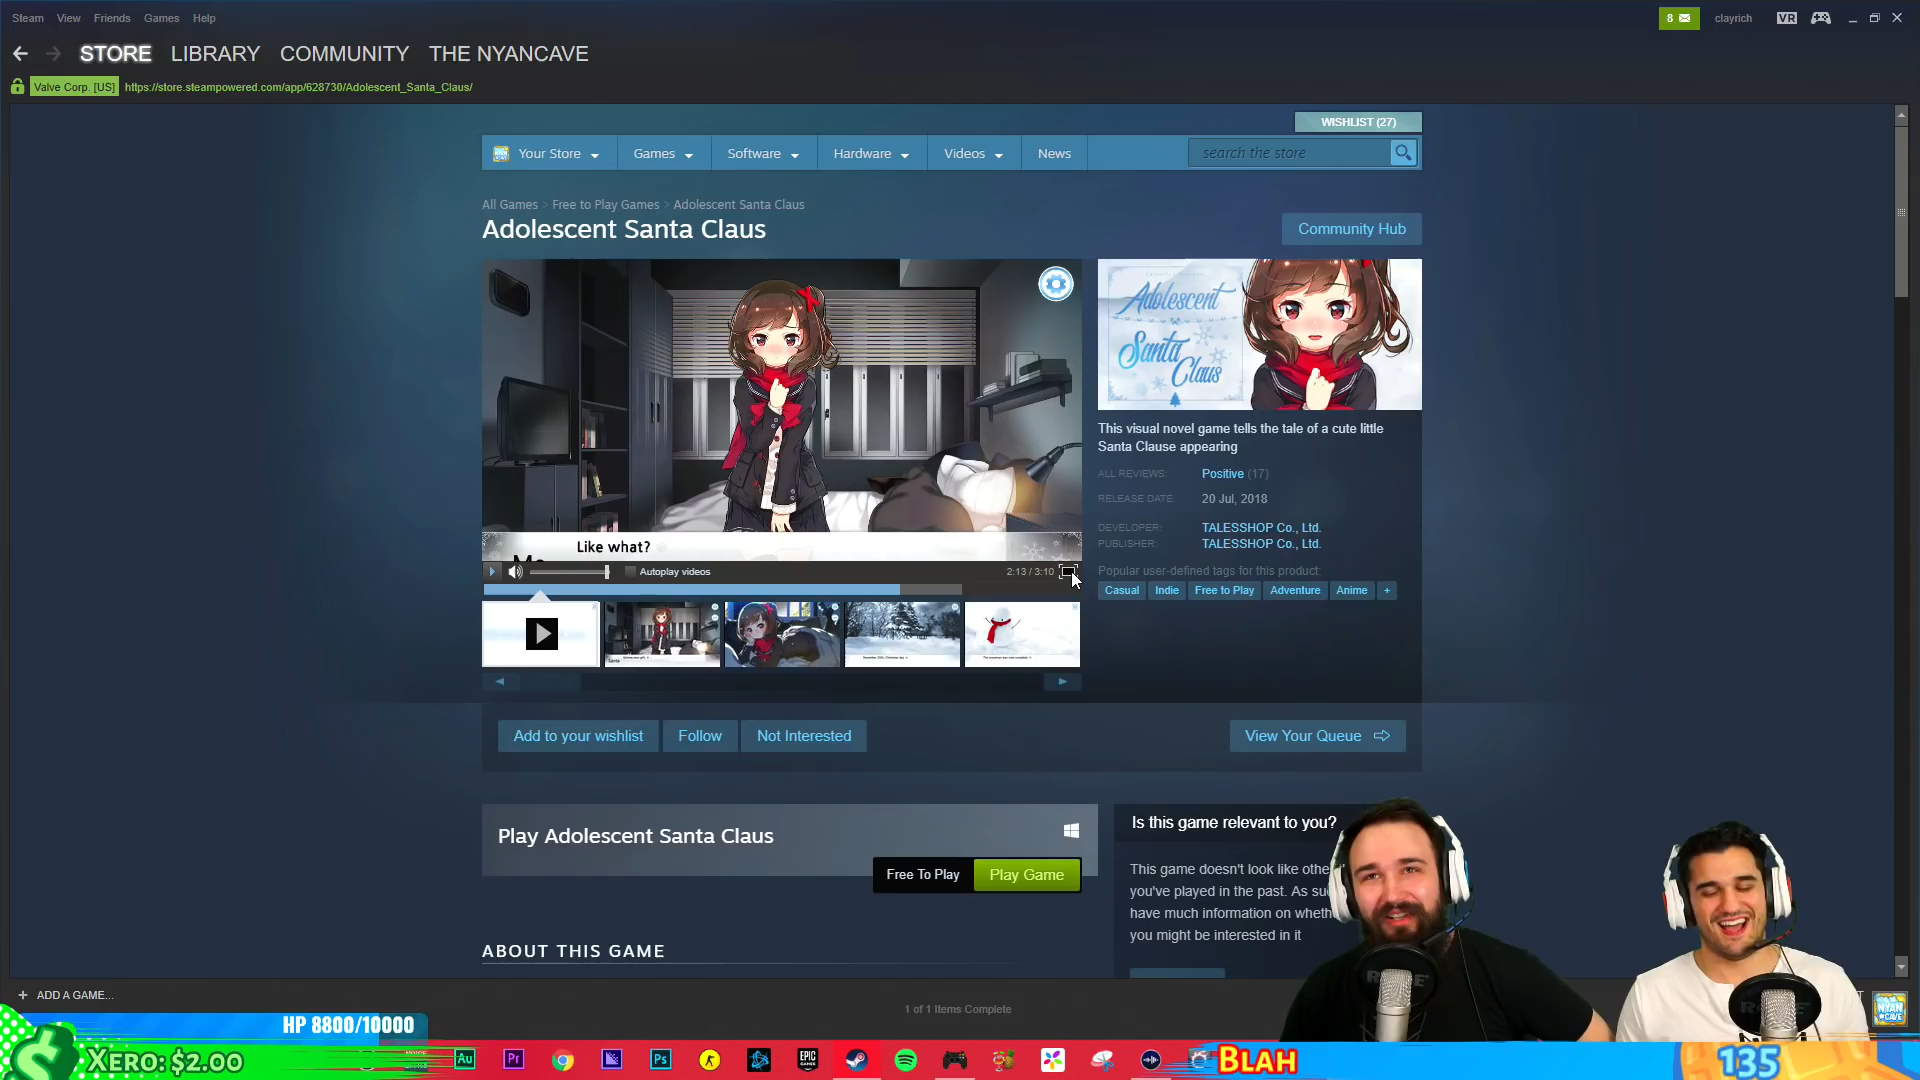 Steam View Friends Games Help
8 clayrich VR
STORE LIBRARY COMMUNITY THE NYANCAVE
Valve Corp. [US] https://store.steampowered.com/app/628730/Adolescent_Santa_Claus/
WISHLIST (27)
Your Store Games Software Hardware Videos News search the store
All Games > Free to Play Games > Adolescent Santa Claus
Adolescent Santa Claus
Community Hub
Adolescent
Santa
Claus
This visual novel game tells the tale of a cute little
Santa Clause appearing
ALL REVIEWS: Positive (17)
RELEASE DATE: 20 Jul, 2018
DEVELOPER: TALESSHOP Co., Ltd.
PUBLISHER: TALESSHOP Co., Ltd.
Popular user-defined tags for this product:
Casual Indie Free to Play Adventure Anime +
Like what?
Autoplay videos 2:13 / 3:10
Add to your wishlist Follow Not Interested View Your Queue
Play Adolescent Santa Claus
Free To Play Play Game
Is this game relevant to you?
This game doesn't look like othe
you've played in the past. As su
have much information on wheth
you might be interested in it
ABOUT THIS GAME
+ ADD A GAME...
1 of 1 Items Complete
NYAN CAVE
HP 8800/10000
$ XERO: $2.00
Au Pr Ps EPIC GAMES
BLAH
135